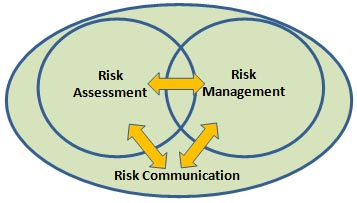 Risk
Assessment
Risk
Management
Risk Communication